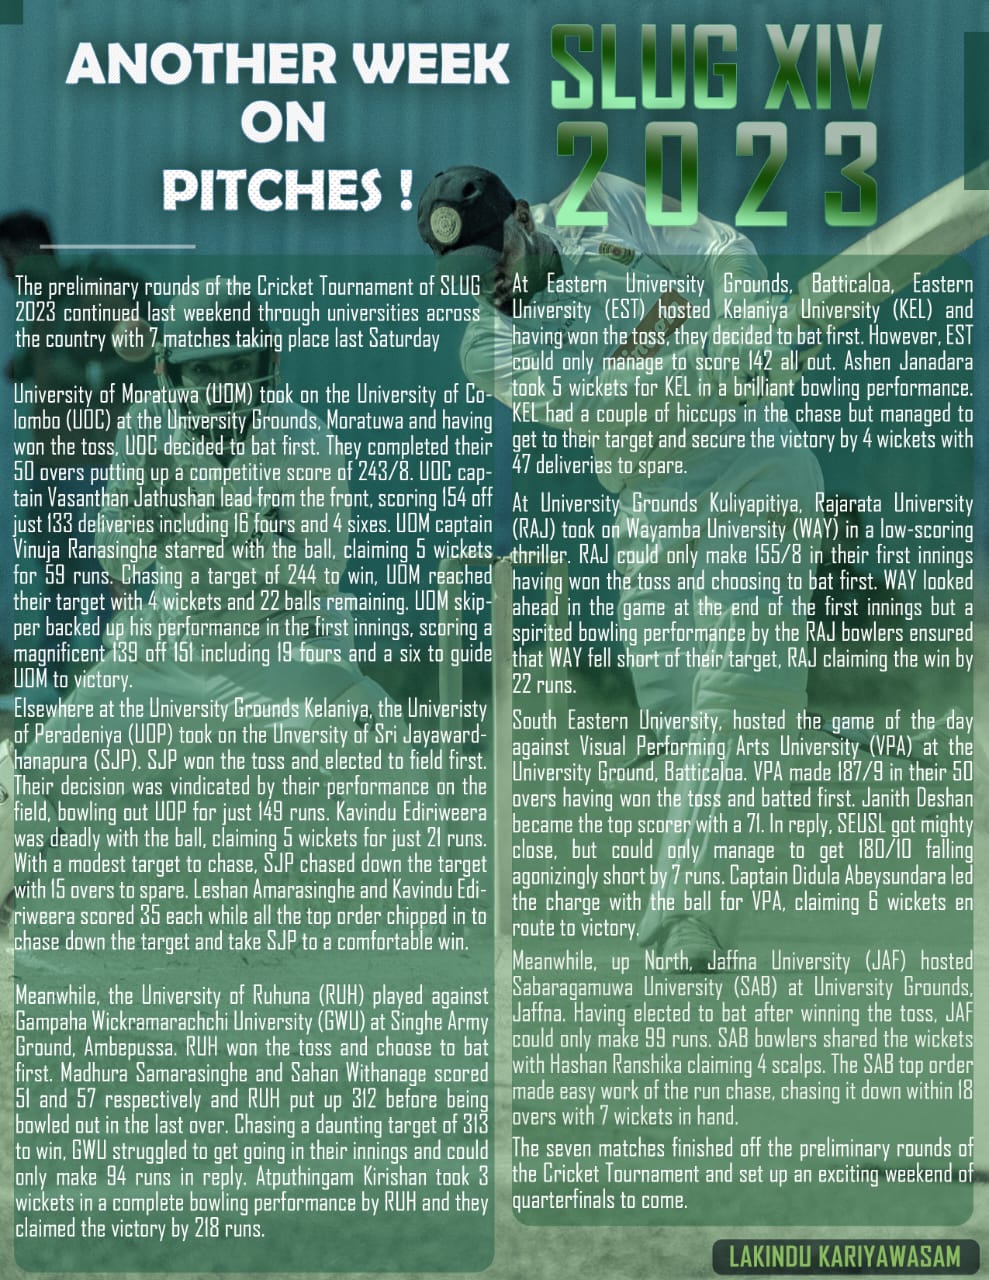 ANOTHER WEEK
ON
PITCHES !
SLUG XIV
2023
The preliminary rounds of the Cricket Tournament of SLUG
2023 continued last weekend through universities across
the country with 7 matches taking place last Saturday
University of Moratuwa (UOM) took on the University of Co-
lombo (UOC) at the University Grounds, Moratuwa and having
won the toss, UOC decided to bat first. They completed their
50 overs putting up a competitive score of 243/8. UOC cap-
tain Vasanthan Jathushan lead from the front, scoring 154 off
just 133 deliveries including 16 fours and 4 sixes. UOM captain
Vinuja Ranasinghe starred with the ball, claiming 5 wickets
for 59 runs. Chasing a target of 244 to win, UOM reached
their target with 4 wickets and 22 balls remaining. UOM skip-
per backed up his performance in the first innings, scoring a
magnificent 139 off 151 including 19 fours and a six to guide
UOM to victory.
Elsewhere at the University Grounds Kelaniya, the Univeristy
of Peradeniya (UOP) took on the Unversity of Sri Jayaward-
hanapura (SJP). SJP won the toss and elected to field first.
Their decision was vindicated by their performance on the
field, bowling out UOP for just 149 runs. Kavindu Ediriweera
was deadly with the ball, claiming 5 wickets for just 21 runs.
With a modest target to chase, SJP chased down the target
with 15 overs to spare. Leshan Amarasinghe and Kavindu Edi-
riweera scored 35 each while all the top order chipped in to
chase down the target and take SJP to a comfortable win.
Meanwhile, the University of Ruhuna (RUH) played against
Gampaha Wickramarachchi University (GWU) at Singhe Army
Ground, Ambepussa. RUH won the toss and choose to bat
first. Madhura Samarasinghe and Sahan Withanage scored
51 and 57 respectively and RUH put up 312 before being
bowled out in the last over. Chasing a daunting target of 313
to win, GWU struggled to get going in their innings and could
only make 94 runs in reply. Atputhingam Kirishan took 3
wickets in a complete bowling performance by RUH and they
claimed the victory by 218 runs.
At Eastern University Grounds, Batticaloa, Eastern
University (EST) hosted Kelaniya University (KEL) and
having won the toss, they decided to bat first. However, EST
could only manage to score 142 all out. Ashen Janadara
took 5 wickets for KEL in a brilliant bowling performance.
KEL had a couple of hiccups in the chase but managed to
get to their target and secure the victory by 4 wickets with
47 deliveries to spare.
At University Grounds Kuliyapitiya, Rajarata University
(RAJ) took on Wayamba University (WAY) in a low-scoring
thriller. RAJ could only make 155/8 in their first innings
having won the toss and choosing to bat first. WAY looked
ahead in the game at the end of the first innings but a
spirited bowling performance by the RAJ bowlers ensured
that WAY fell short of their target, RAJ claiming the win by
22 runs.
South Eastern University, hosted the game of the day
against Visual Performing Arts University (VPA) at the
University Ground, Batticaloa. VPA made 187/9 in their 50
overs having won the toss and batted first. Janith Deshan
became the top scorer with a 71. In reply, SEUSL got mighty
close, but could only manage to get 180/10 falling
agonizingly short by 7 runs. Captain Didula Abeysundara led
the charge with the ball for VPA, claiming 6 wickets en
route to victory.
Meanwhile, up North, Jaffna University (JAF) hosted
Sabaragamuwa University (SAB) at University Grounds,
Jaffna. Having elected to bat after winning the toss, JAF
could only make 99 runs. SAB bowlers shared the wickets
with Hashan Ranshika claiming 4 scalps. The SAB top order
made easy work of the run chase, chasing it down within 18
overs with 7 wickets in hand.
The seven matches finished off the preliminary rounds of
the Cricket Tournament and set up an exciting weekend of
quarterfinals to come.
LAKINDU KARIYAWASAM